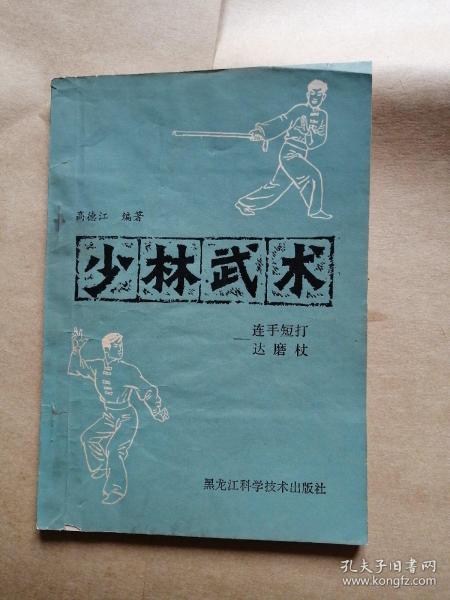 高德江 编著
少林武术
—连手短打
达磨杖
黑龙江科学技术出版社
孔夫子旧书网
www.kongfz.com